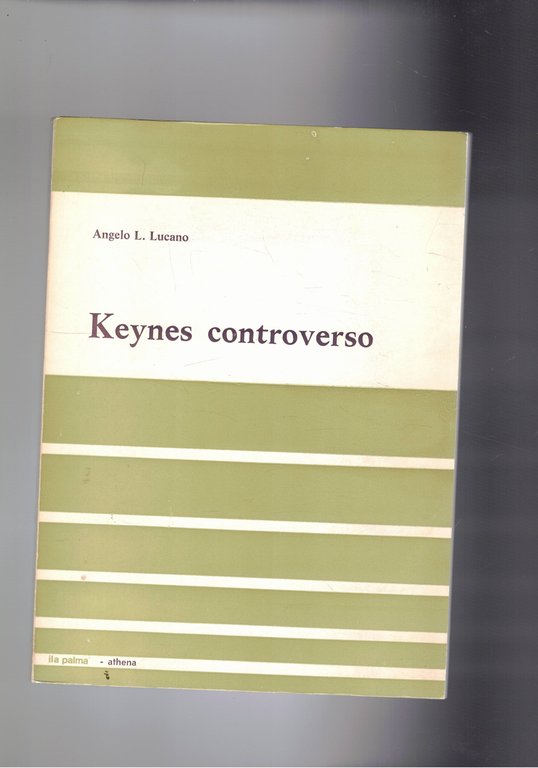 Angelo L. Lucano
Keynes controverso
ila palma - athena